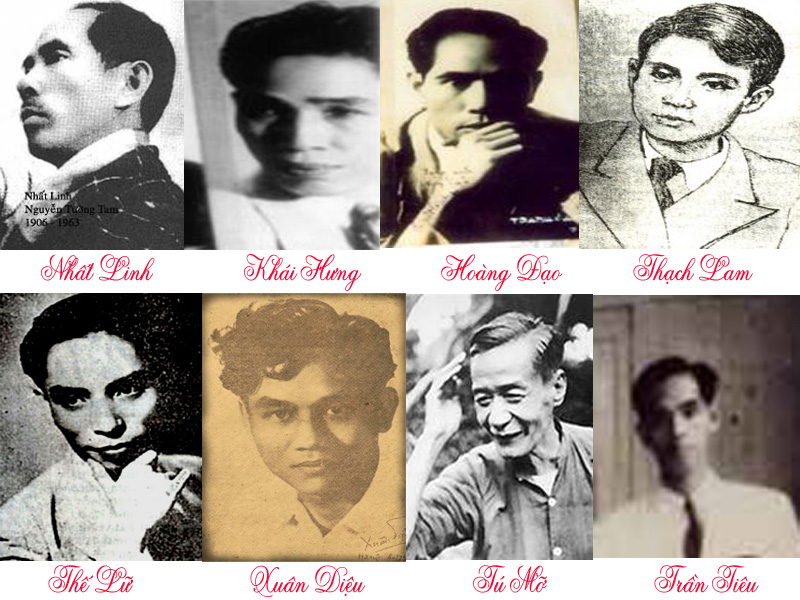 Nhất Linh
Nguyễn Tường Tam
1906 - 1963
Nhất Linh
Khái Hưng
Hoàng Đạo
Thạch Lam
Thế Lữ
Xuân Diệu
Tú Mỡ
Trần Tiêu